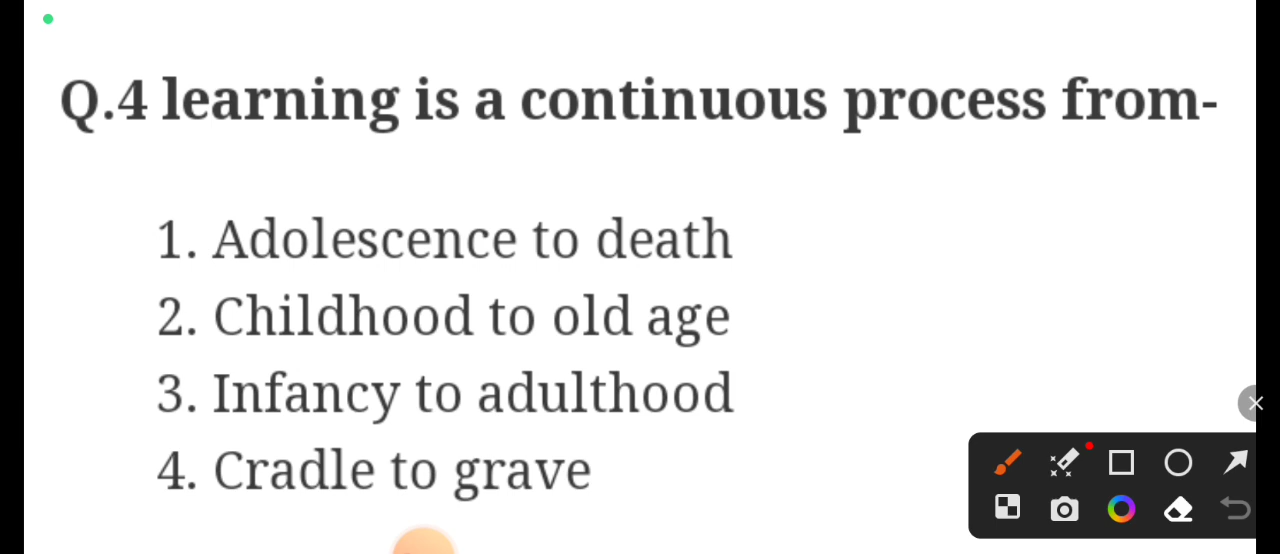 Q.4 learning is a continuous process from-
1. Adolescence to death
2. Childhood to old age
3. Infancy to adulthood
4. Cradle to grave